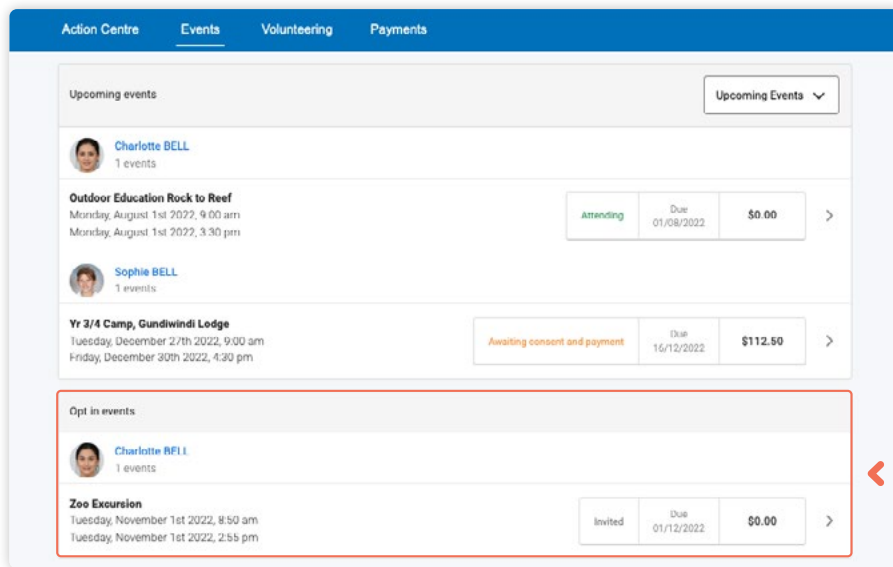 Action Centre Events Volunteering Payments
Upcoming events
Upcoming Events
Charlotte BELL
1 events
Outdoor Education Rock to Reef
Monday, August 1st 2022, 9:00 am
Monday, August 1st 2022, 3:30 pm
Attending
Due
01/08/2022
$0.00
Sophie BELL
1 events
Yr 3/4 Camp, Gundiwindi Lodge
Tuesday, December 27th 2022, 9:00 am
Friday, December 30th 2022, 4:30 pm
Awaiting consent and payment
Due
16/12/2022
$112.50
Opt in events
Charlotte BELL
1 events
Zoo Excursion
Tuesday, November 1st 2022, 8:50 am
Tuesday, November 1st 2022, 2:55 pm
Invited
Due
01/12/2022
$0.00